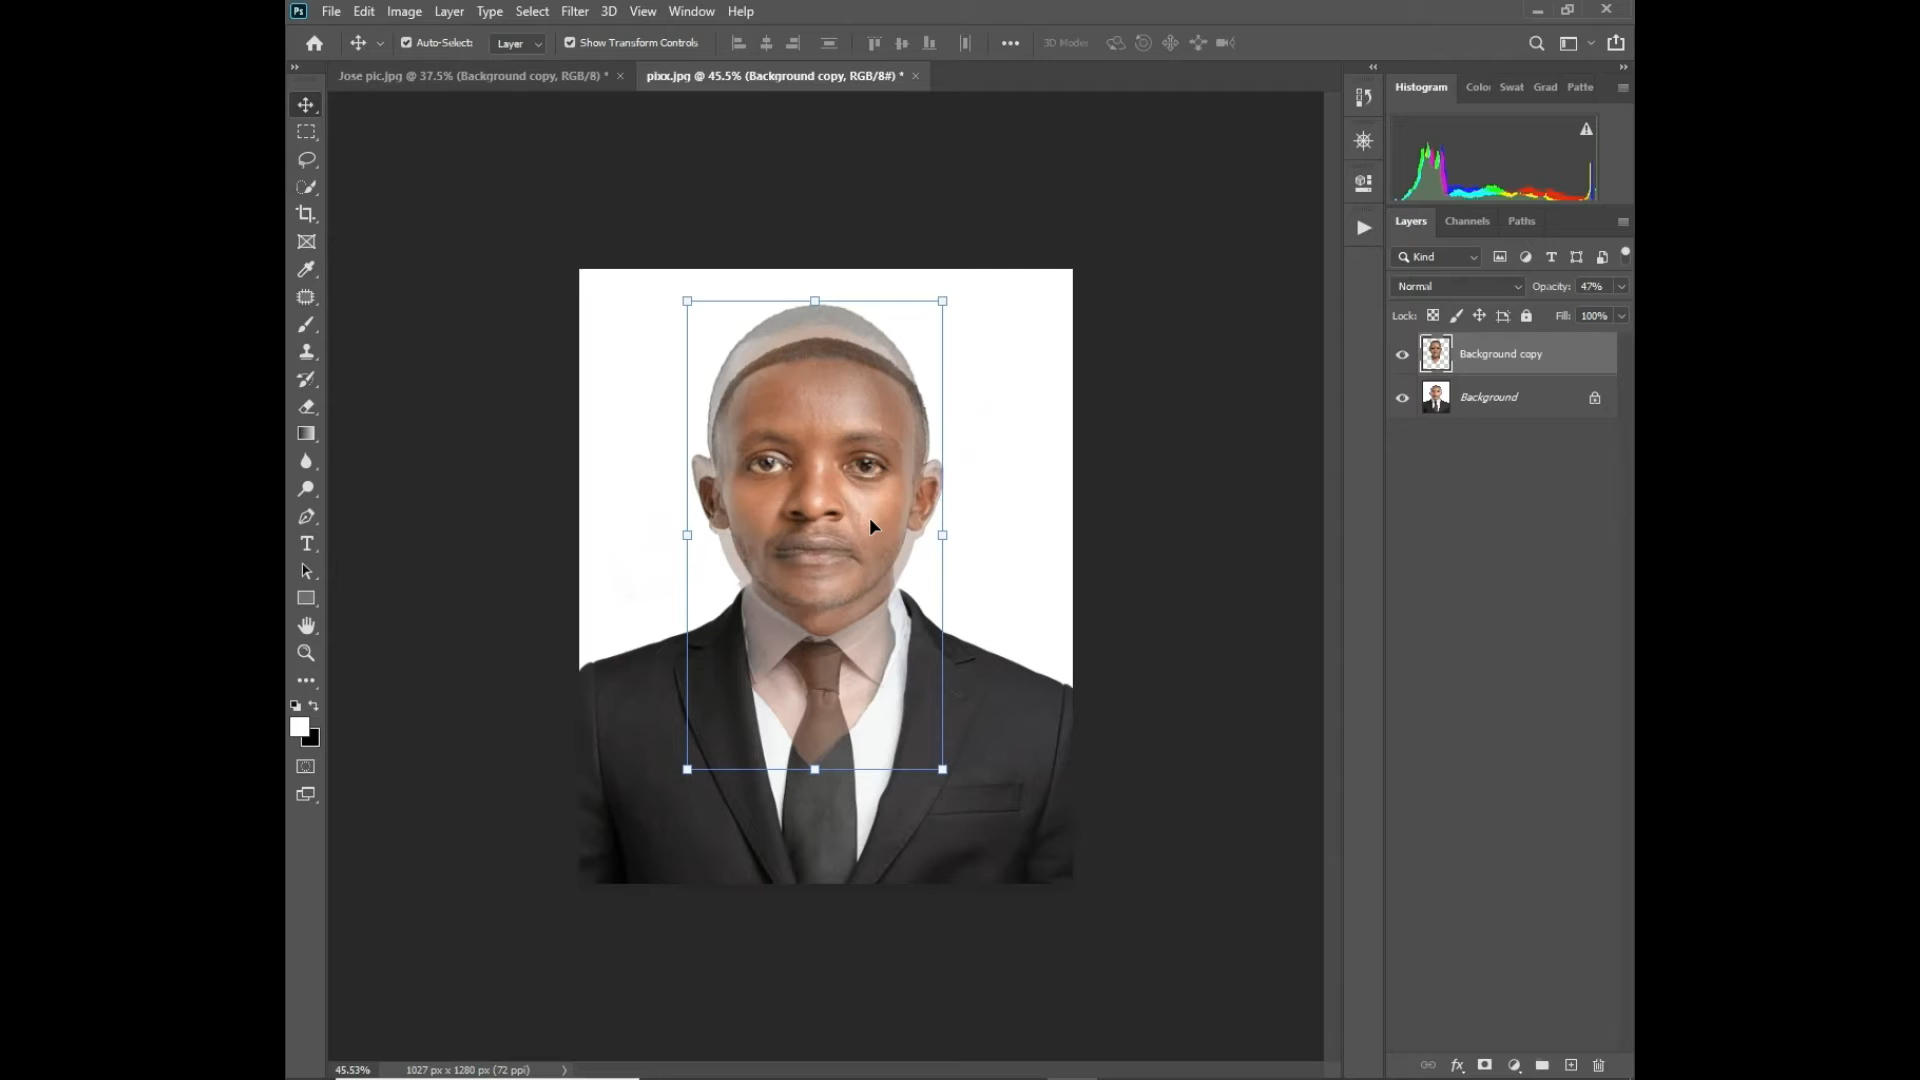 Ps File Edit Image Layer Type Select Filter 3D View Window Help
Auto-Select: Layer Show Transform Controls 3D Mode:
Jose pic.jpg @ 37.5% (Background copy, RGB/8) * × pixx.jpg @ 45.5% (Background copy, RGB/8#) * ×
Histogram Color Swat Grad Patte
Layers Channels Paths
Kind
Normal Opacity: 47%
Lock: Fill: 100%
Background copy
Background
45.53% 1027 px x 1280 px (72 ppi)